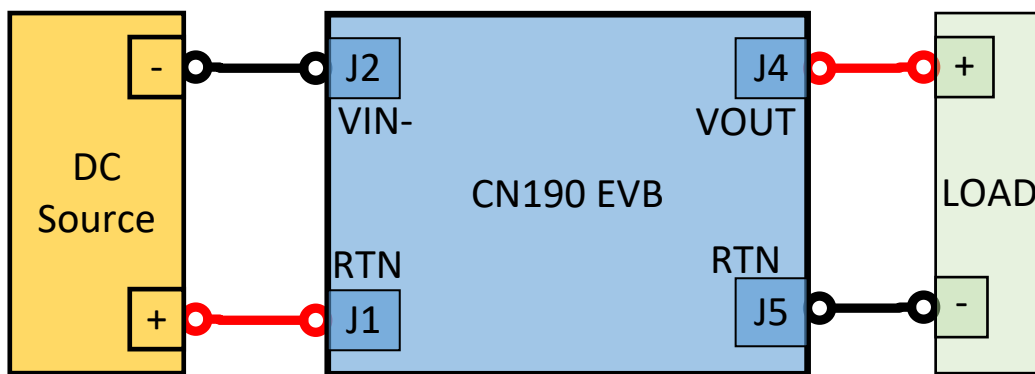 -
J2
J4
+
VIN-
VOUT
DC
Source
CN190 EVB
LOAD
RTN
RTN
+
J1
J5
-